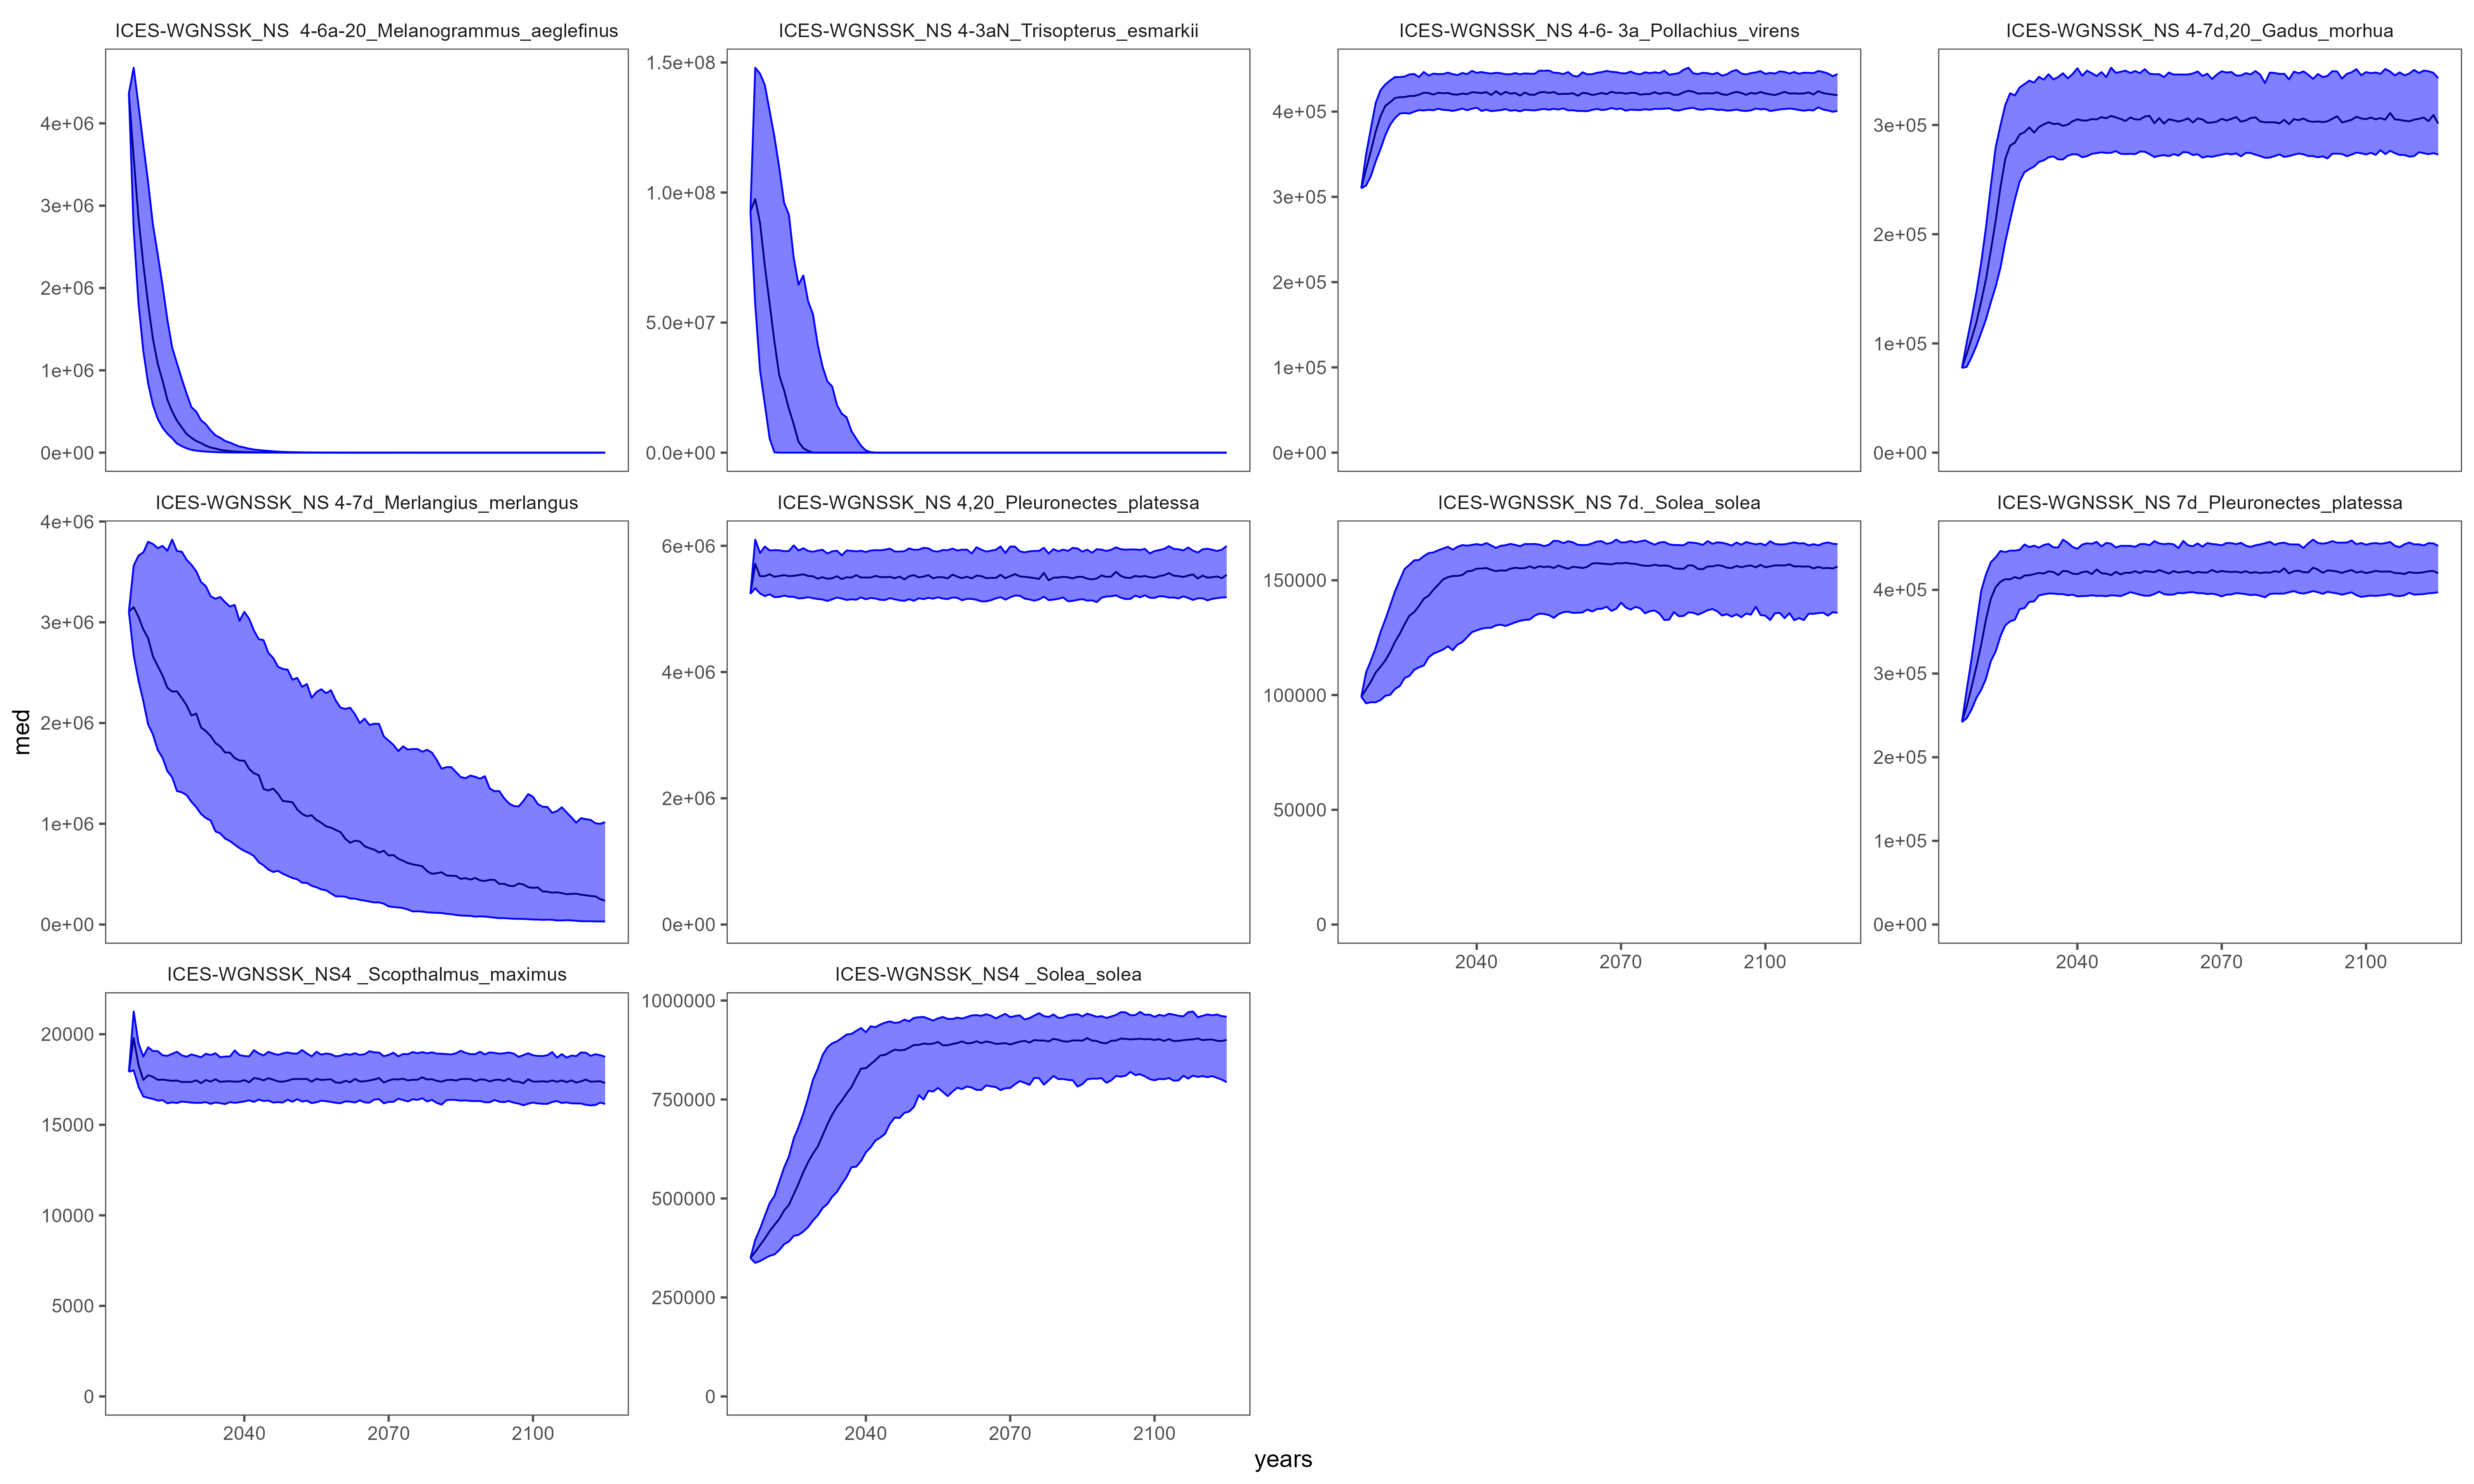 ICES-WGNSSK_NS  4-6a-20_Melanogrammus_aeglefinus
ICES-WGNSSK_NS 4-3aN_Trisopterus_esmarkii
ICES-WGNSSK_NS 4-6- 3a_Pollachius_virens
ICES-WGNSSK_NS 4-7d,20_Gadus_morhua
4e+06
3e+06
2e+06
1e+06
0e+00
1.5e+08
1.0e+08
5.0e+07
0.0e+00
4e+05
3e+05
2e+05
1e+05
0e+00
3e+05
2e+05
1e+05
0e+00
ICES-WGNSSK_NS 4-7d_Merlangius_merlangus
ICES-WGNSSK_NS 4,20_Pleuronectes_platessa
ICES-WGNSSK_NS 7d._Solea_solea
ICES-WGNSSK_NS 7d_Pleuronectes_platessa
med
4e+06
3e+06
2e+06
1e+06
0e+00
6e+06
4e+06
2e+06
0e+00
150000
100000
50000
0
2040 2070 2100
4e+05
3e+05
2e+05
1e+05
0e+00
2040 2070 2100
ICES-WGNSSK_NS4 _Scopthalmus_maximus
ICES-WGNSSK_NS4 _Solea_solea
20000
15000
10000
5000
0
2040 2070 2100
1000000
750000
500000
250000
0
2040 2070 2100
years